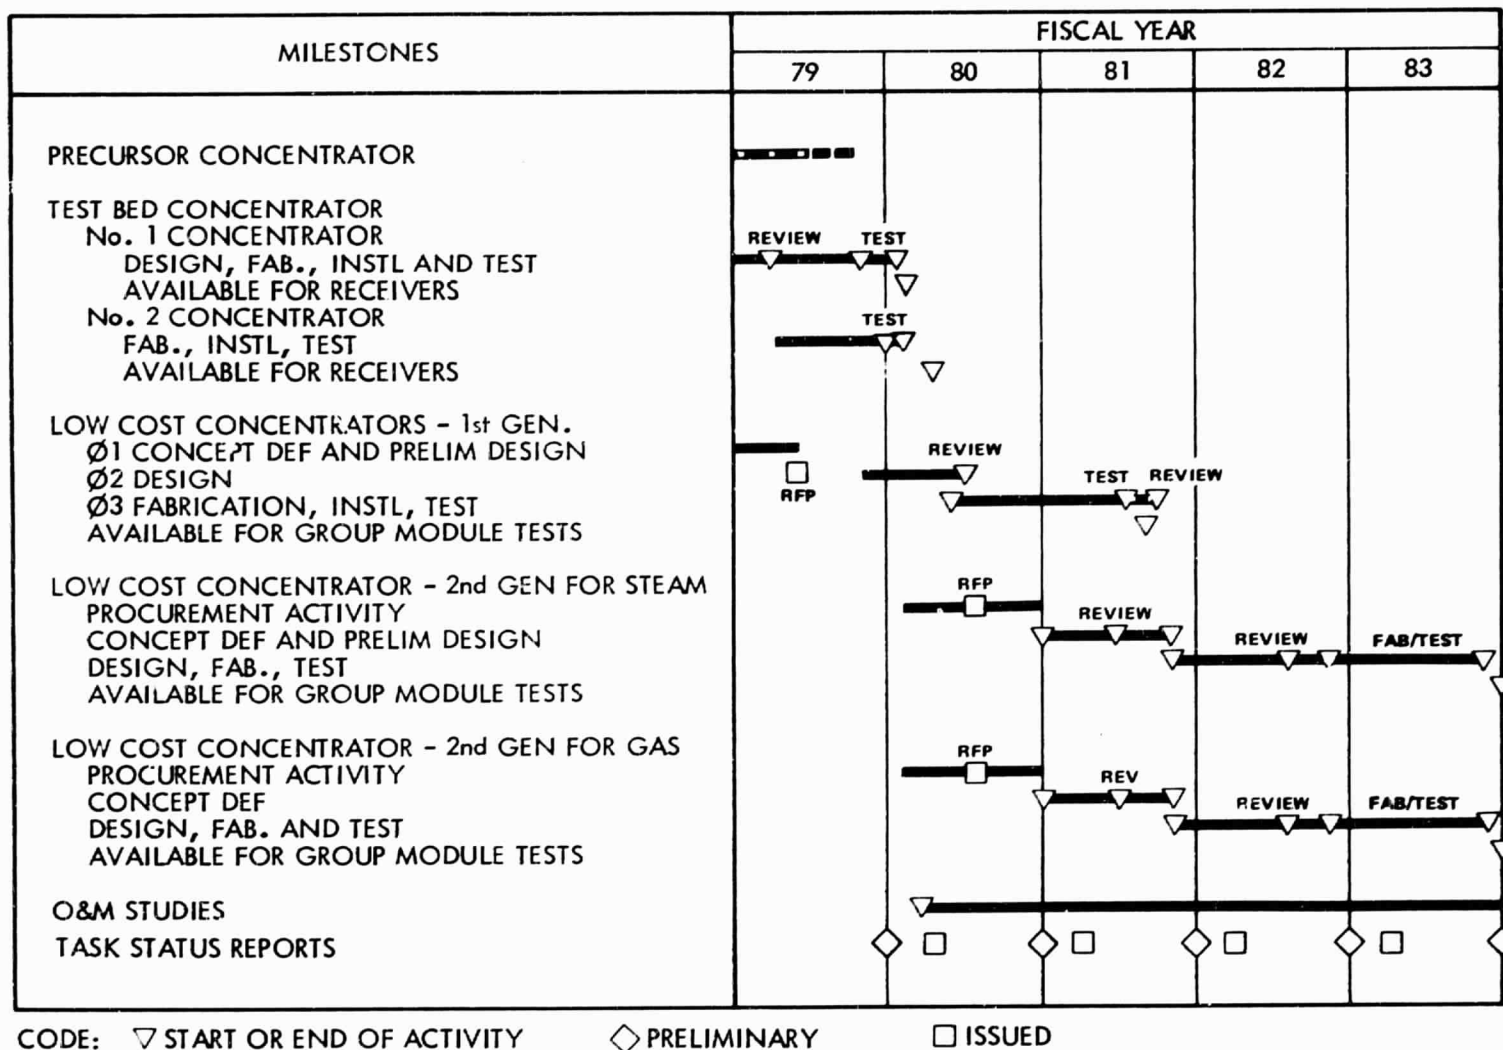 MILESTONES
FISCAL YEAR
79 80 81 82 83
PRECURSOR CONCENTRATOR
TEST BED CONCENTRATOR
No. 1 CONCENTRATOR
REVIEW TEST
DESIGN, FAB., INSTL AND TEST
AVAILABLE FOR RECEIVERS
No. 2 CONCENTRATOR
TEST
FAB., INSTL, TEST
AVAILABLE FOR RECEIVERS
LOW COST CONCENTRATORS - 1st GEN.
Ø1 CONCEPT DEF AND PRELIM DESIGN
REVIEW
Ø2 DESIGN
RFP
TEST REVIEW
Ø3 FABRICATION, INSTL, TEST
AVAILABLE FOR GROUP MODULE TESTS
LOW COST CONCENTRATOR - 2nd GEN FOR STEAM
RFP
PROCUREMENT ACTIVITY
REVIEW
CONCEPT DEF AND PRELIM DESIGN
REVIEW FAB/TEST
DESIGN, FAB., TEST
AVAILABLE FOR GROUP MODULE TESTS
LOW COST CONCENTRATOR - 2nd GEN FOR GAS
RFP
PROCUREMENT ACTIVITY
REV
CONCEPT DEF
REVIEW FAB/TEST
DESIGN, FAB. AND TEST
AVAILABLE FOR GROUP MODULE TESTS
O&M STUDIES
TASK STATUS REPORTS
CODE: ▽ START OR END OF ACTIVITY ◇ PRELIMINARY □ ISSUED